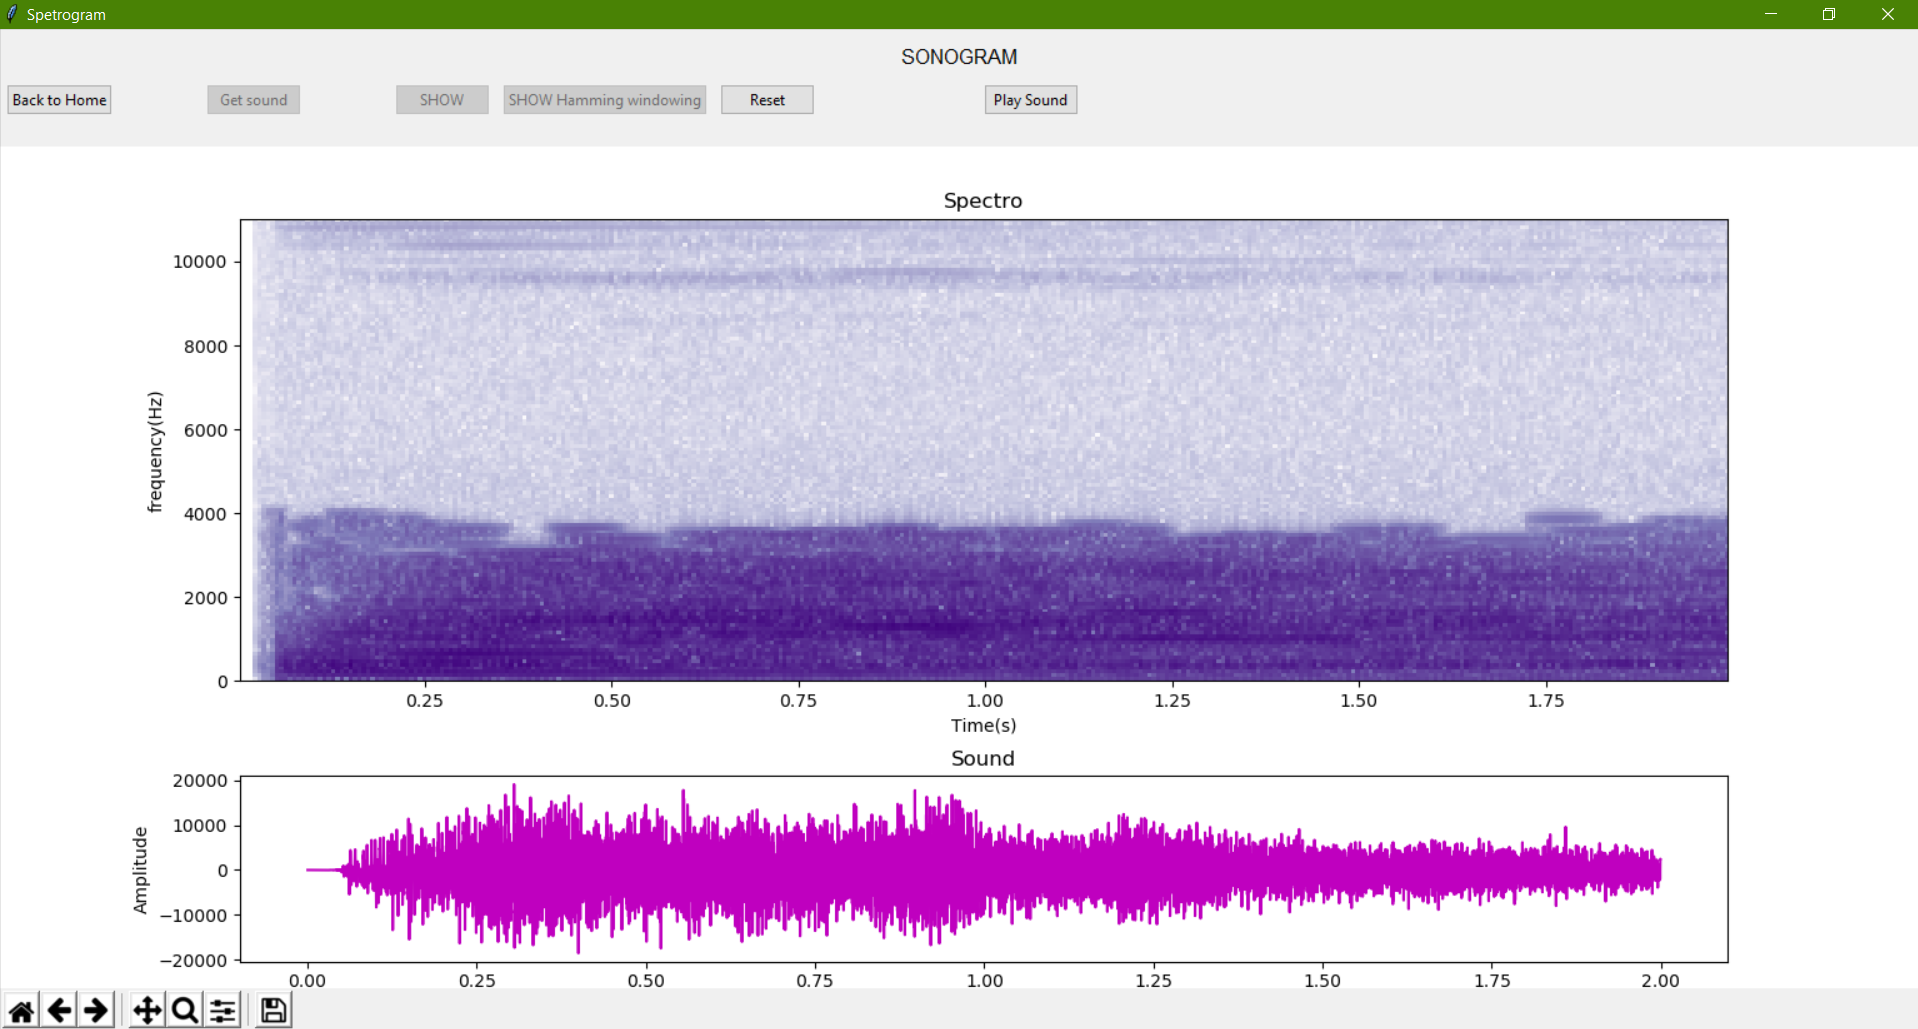 Spetrogram
SONOGRAM
Back to Home
Get sound
SHOW
SHOW Hamming windowing
Reset
Play Sound
Spectro
10000
8000
6000
4000
2000
0
frequency(Hz)
0.25 0.50 0.75 1.00 1.25 1.50 1.75
Time(s)
Sound
20000
10000
0
−10000
−20000
Amplitude
0.00 0.25 0.50 0.75 1.00 1.25 1.50 1.75 2.00